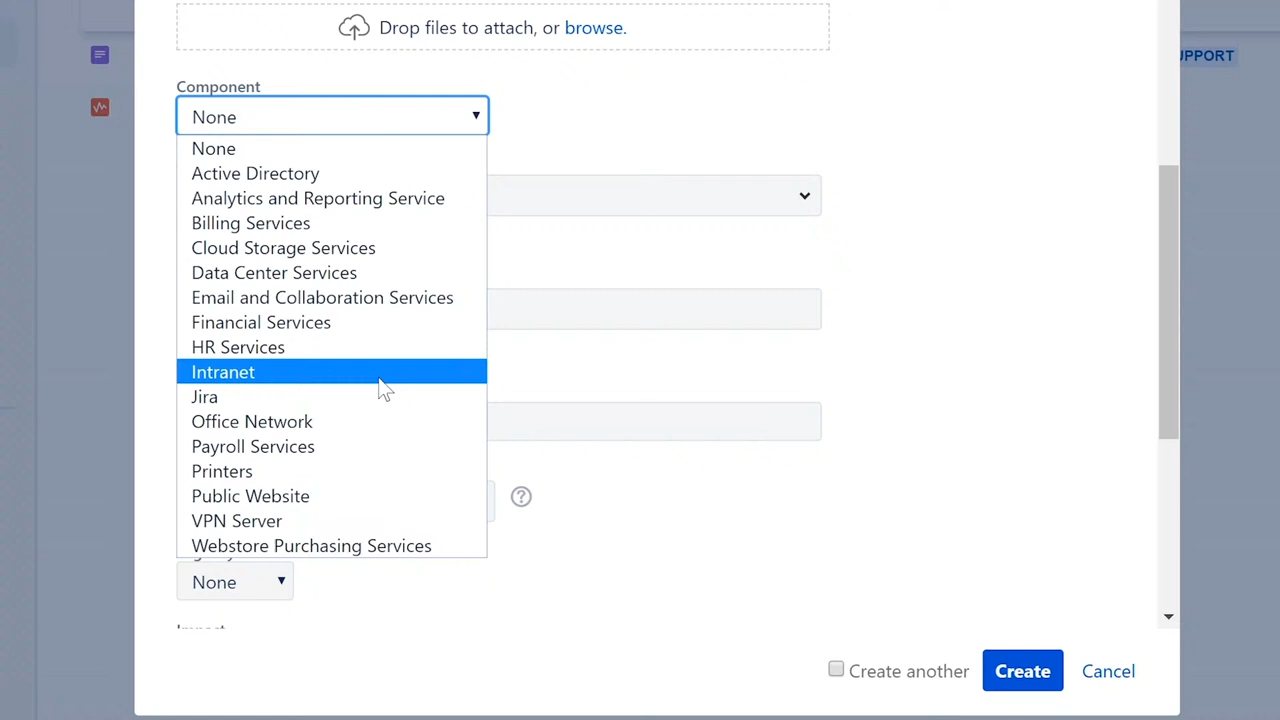 Drop files to attach, or browse.
UPPORT
Component
None
None
Active Directory
Analytics and Reporting Service
Billing Services
Cloud Storage Services
Data Center Services
Email and Collaboration Services
Financial Services
HR Services
Intranet
Jira
Office Network
Payroll Services
Printers
Public Website
VPN Server
Webstore Purchasing Services
None
Impact
Create another
Create
Cancel